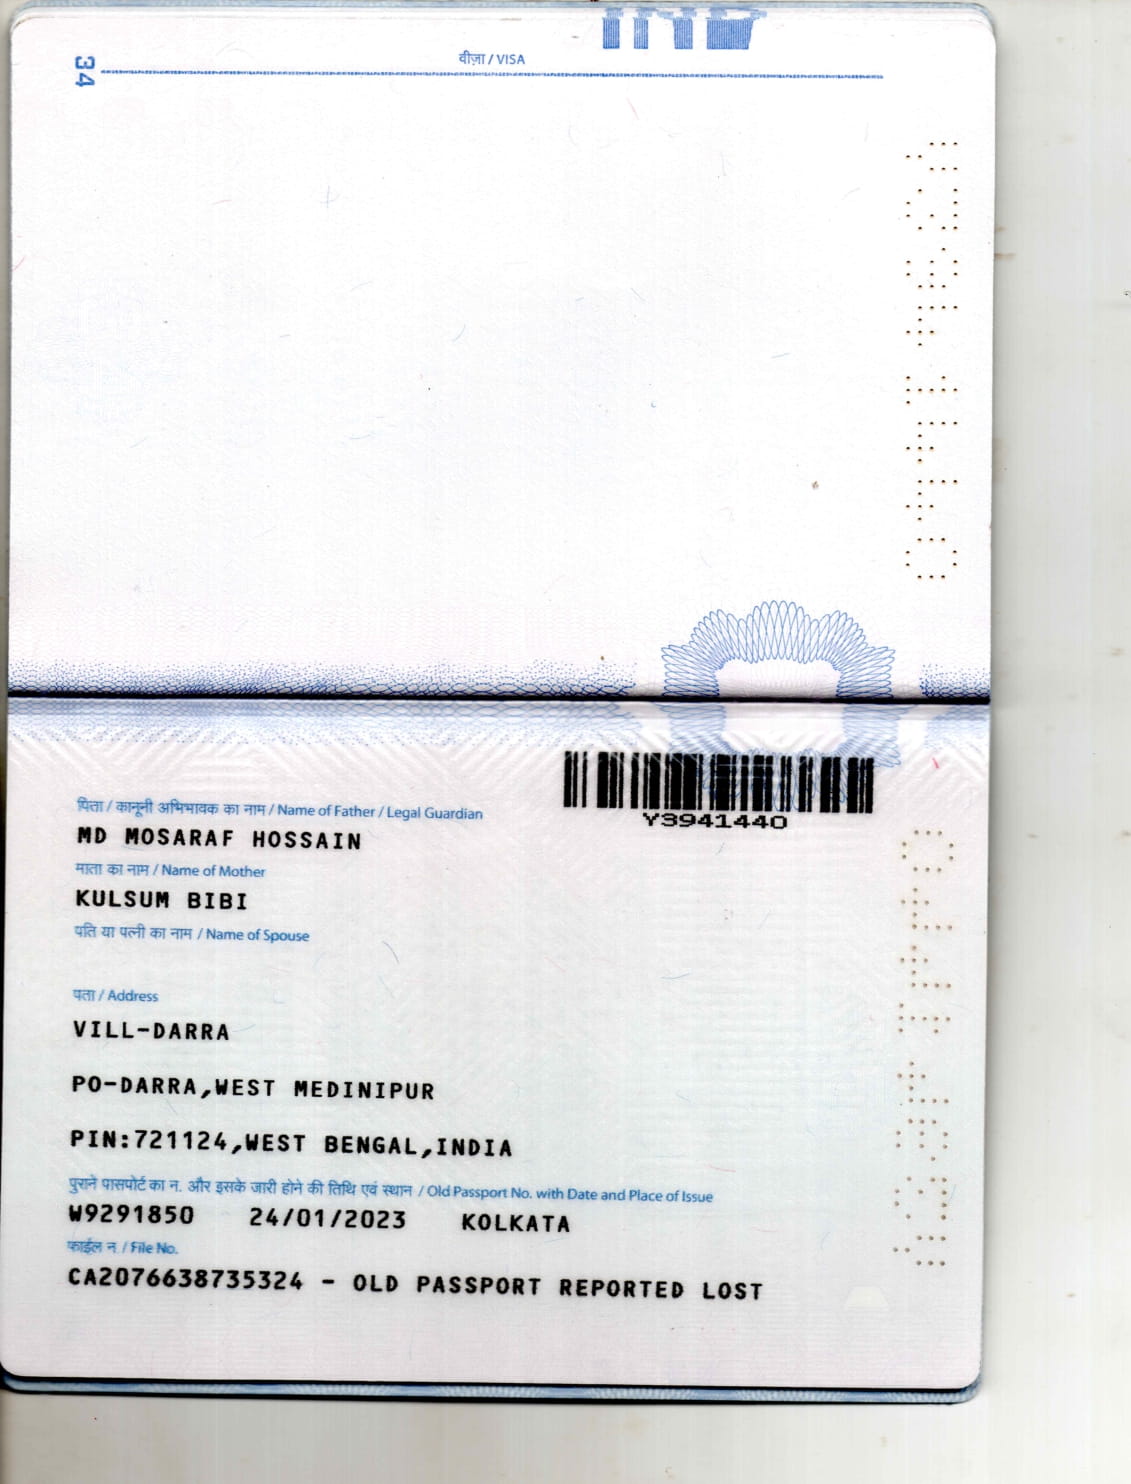 IND
34
वीज़ा / VISA
Y3941440
Y3941440
पिता / कानूनी अभिभावक का नाम / Name of Father / Legal Guardian
MD MOSARAF HOSSAIN
माता का नाम / Name of Mother
KULSUM BIBI
पति या पत्नी का नाम / Name of Spouse
पता / Address
VILL-DARRA
PO-DARRA,WEST MEDINIPUR
PIN:721124,WEST BENGAL,INDIA
पुराने पासपोर्ट का न. और इसके जारी होने की तिथि एवं स्थान / Old Passport No. with Date and Place of Issue
W9291850 24/01/2023 KOLKATA
फाईल न / File No.
CA2076638735324 - OLD PASSPORT REPORTED LOST
Y3941440